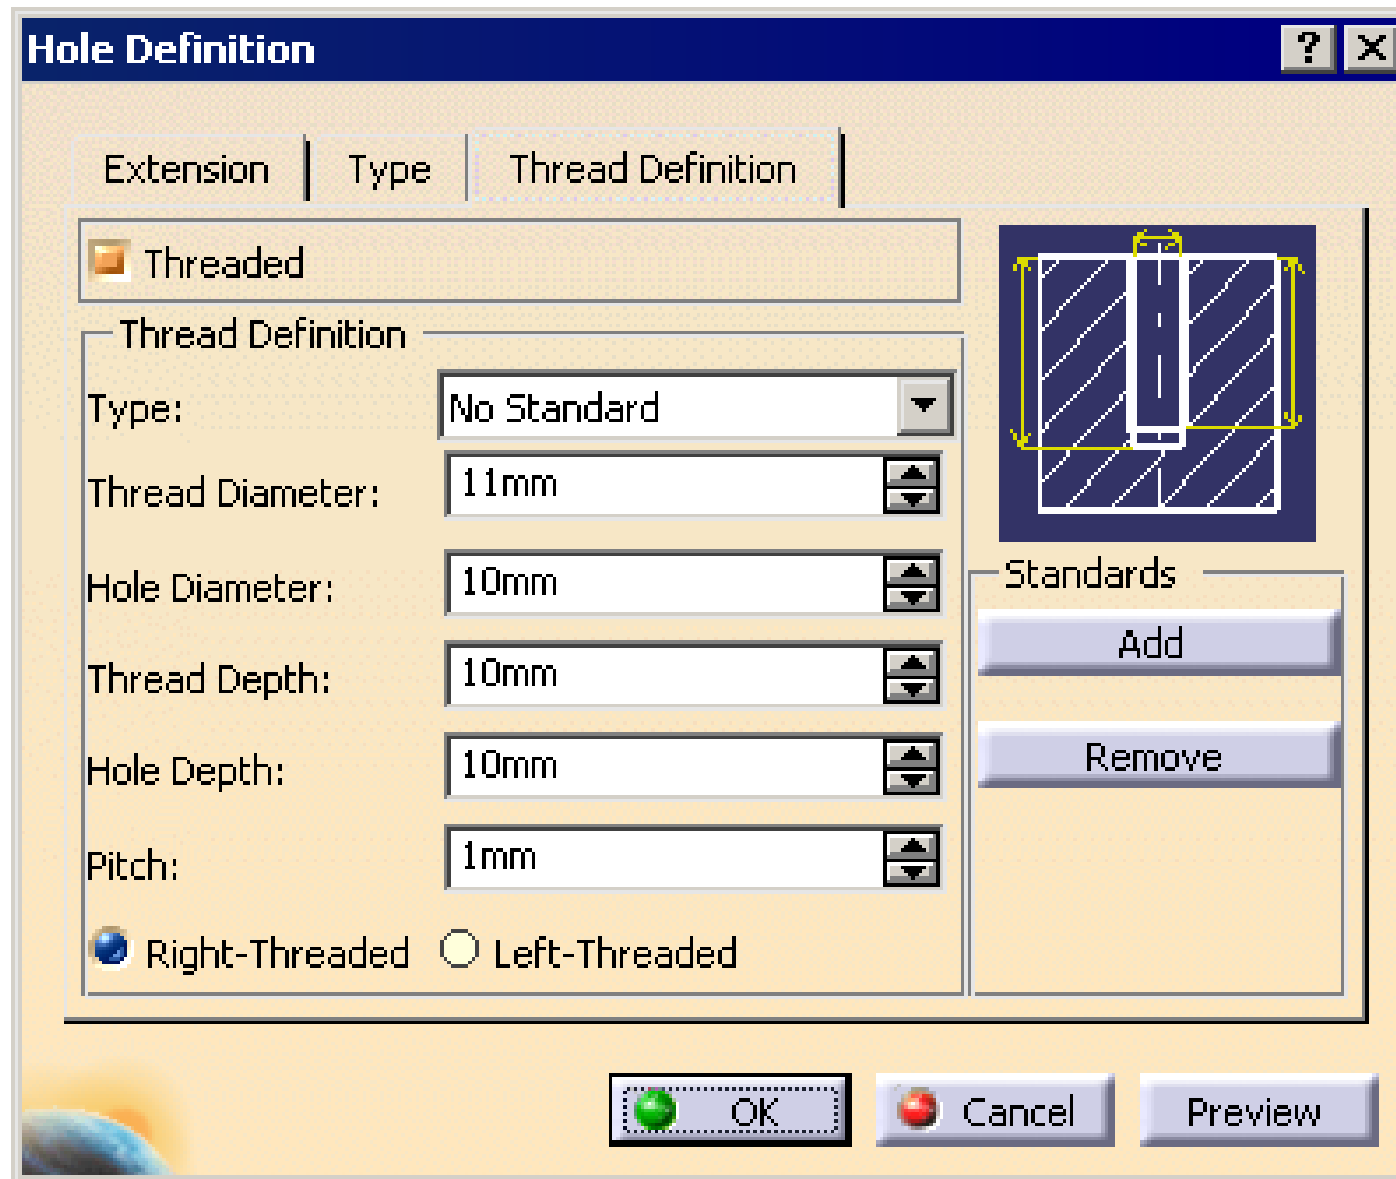 Hole Definition ? X
Extension Type Thread Definition
Threaded
Thread Definition
Type: No Standard
Thread Diameter: 11mm
Hole Diameter: 10mm
Standards
Add
Thread Depth: 10mm
Remove
Hole Depth: 10mm
Pitch: 1mm
Right-Threaded Left-Threaded
OK Cancel Preview